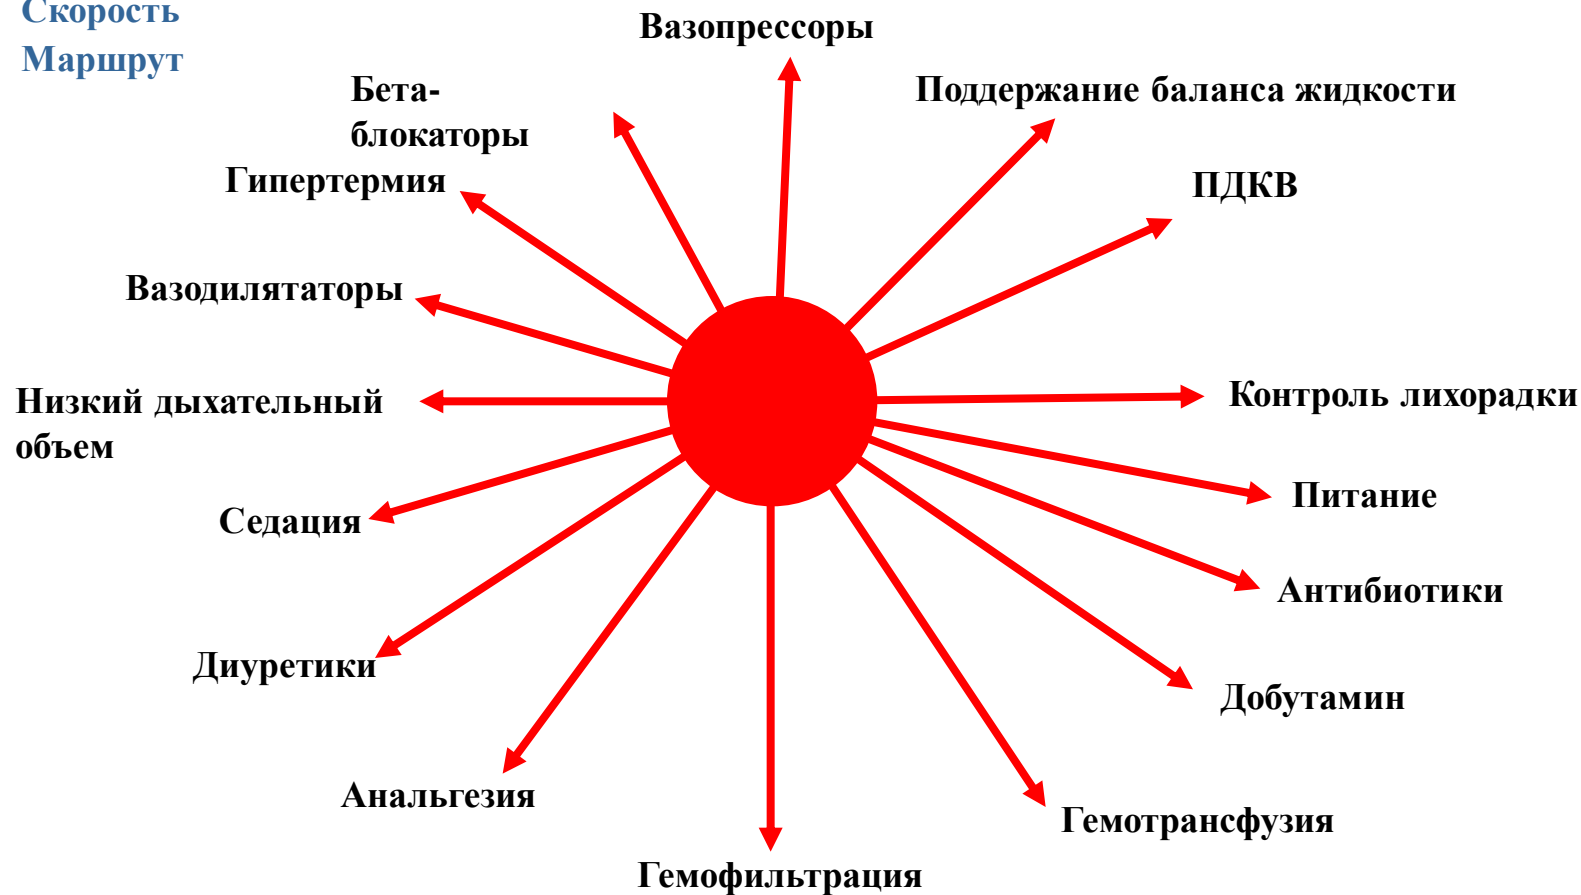 Скорость
Маршрут
Вазопрессоры
Бета-
блокаторы
Поддержание баланса жидкости
Гипертермия
ПДКВ
Вазодилятаторы
Низкий дыхательный
объем
Контроль лихорадки
Седация
Питание
Антибиотики
Диуретики
Добутамин
Анальгезия
Гемотрансфузия
Гемофильтрация